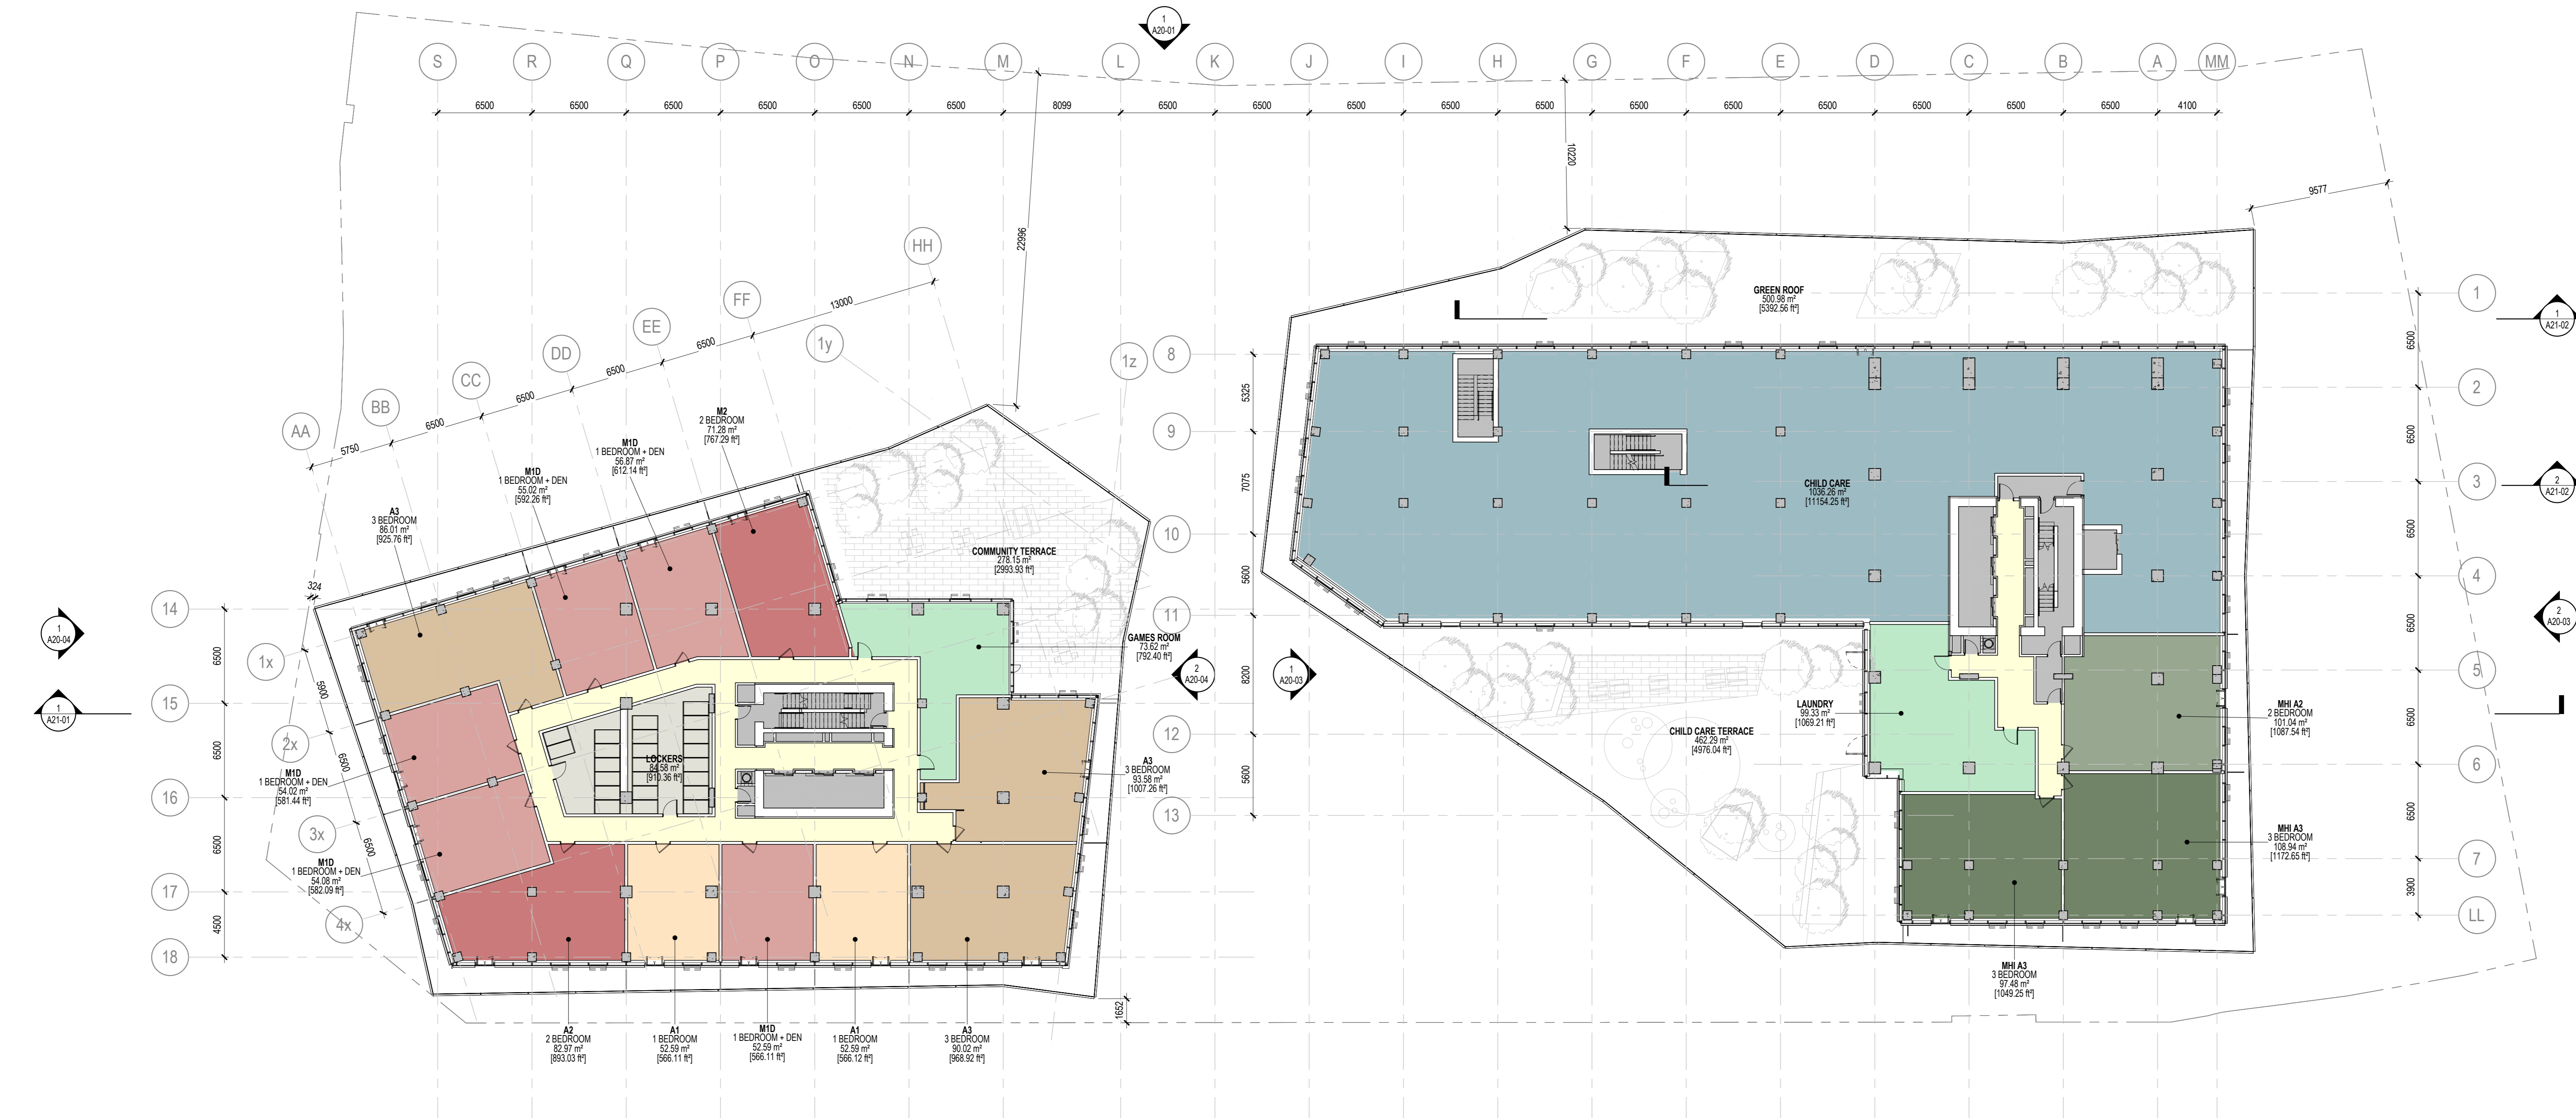 1
A20-01
S
R
Q
P
O
N
M
L
K
J
I
H
G
F
E
D
C
B
A
MM
6500
6500
6500
6500
6500
6500
8099
6500
6500
6500
6500
6500
6500
6500
6500
6500
6500
6500
4100
22996
10220
9577
HH
FF
EE
DD
CC
BB
AA
1y
1z
13000
6500
6500
6500
6500
5750
324
8
9
10
11
12
13
5325
7075
5600
8200
5600
1
2
3
4
5
6
7
LL
6500
6500
6500
6500
6500
6500
3900
1
A21-02
2
A21-02
2
A20-03
GREEN ROOF
500.98 m²
[5392.56 ft²]
CHILD CARE
1036.26 m²
[11154.25 ft²]
M2
2 BEDROOM
71.28 m²
[767.29 ft²]
M1D
1 BEDROOM + DEN
56.87 m²
[612.14 ft²]
M1D
1 BEDROOM + DEN
55.02 m²
[592.26 ft²]
A3
3 BEDROOM
86.01 m²
[925.76 ft²]
COMMUNITY TERRACE
278.15 m²
[2993.93 ft²]
GAMES ROOM
73.62 m²
[792.40 ft²]
1
A20-04
1
A21-01
2
A20-04
1
A20-03
14
15
16
17
18
6500
6500
6500
4500
1x
2x
3x
4x
5900
6500
6500
LOCKERS
84.58 m²
[910.36 ft²]
A3
3 BEDROOM
93.58 m²
[1007.26 ft²]
M1D
1 BEDROOM + DEN
54.02 m²
[581.44 ft²]
M1D
1 BEDROOM + DEN
54.08 m²
[582.09 ft²]
LAUNDRY
99.33 m²
[1069.21 ft²]
CHILD CARE TERRACE
462.29 m²
[4976.04 ft²]
MHI A2
2 BEDROOM
101.04 m²
[1087.54 ft²]
MHI A3
3 BEDROOM
108.94 m²
[1172.65 ft²]
MHI A3
3 BEDROOM
97.48 m²
[1049.25 ft²]
1652
A2
2 BEDROOM
82.97 m²
[893.03 ft²]
A1
1 BEDROOM
52.59 m²
[566.11 ft²]
M1D
1 BEDROOM + DEN
52.59 m²
[566.11 ft²]
A1
1 BEDROOM
52.59 m²
[566.12 ft²]
A3
3 BEDROOM
90.02 m²
[968.92 ft²]